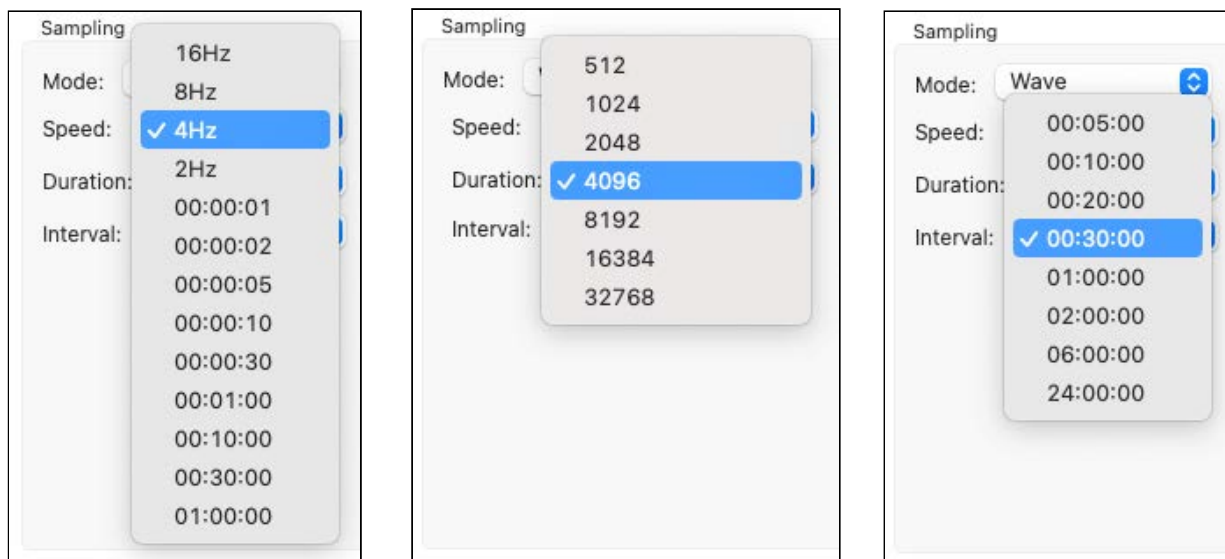 Sampling
Mode:
Speed:
Duration:
Interval:
16Hz
8Hz
4Hz
2Hz
00:00:01
00:00:02
00:00:05
00:00:10
00:00:30
00:01:00
00:10:00
00:30:00
01:00:00
Sampling
Mode:
Speed:
Duration:
Interval:
512
1024
2048
4096
8192
16384
32768
Sampling
Mode: Wave
Speed:
Duration:
Interval:
00:05:00
00:10:00
00:20:00
00:30:00
01:00:00
02:00:00
06:00:00
24:00:00